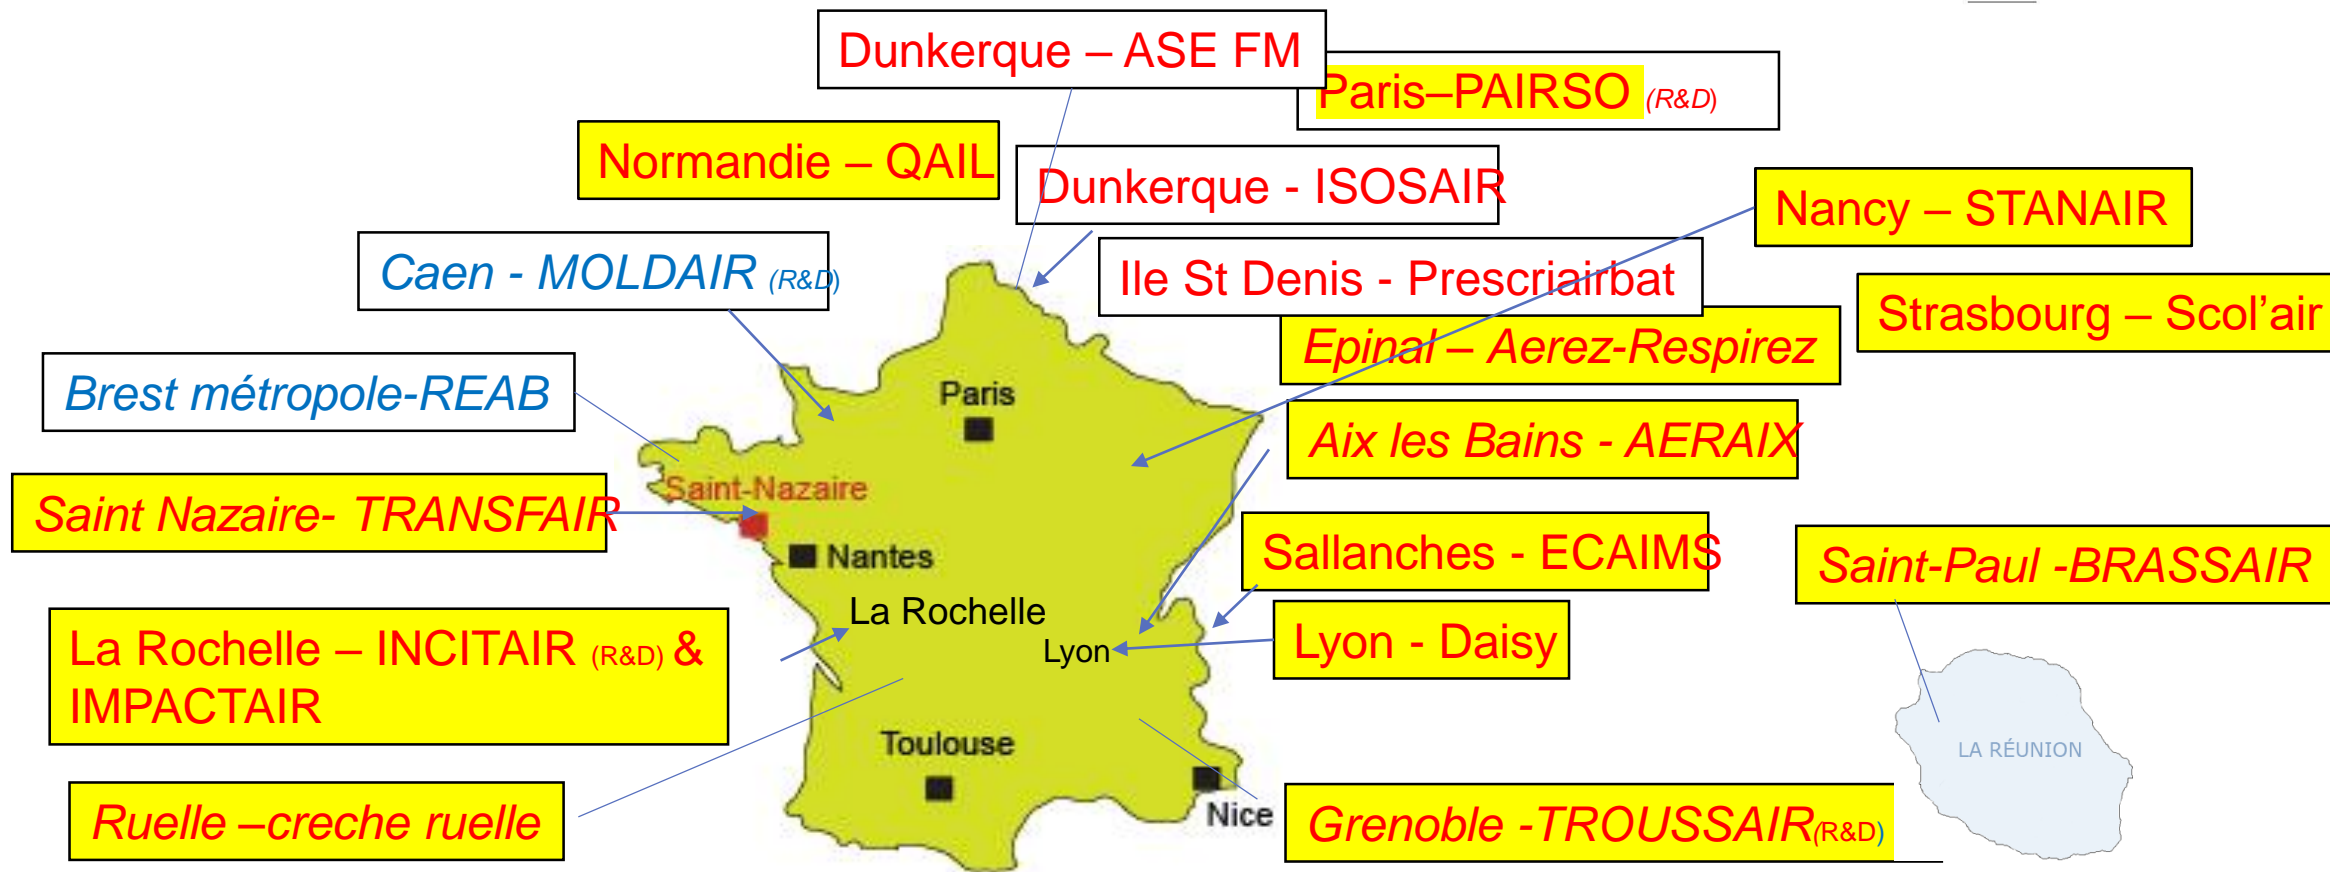 Dunkerque – ASE FM
Paris–PAIRSO (R&D)
Normandie – QAIL
Dunkerque - ISOSAIR
Nancy – STANAIR
Caen - MOLDAIR (R&D)
Ile St Denis - Prescriairbat
Strasbourg – Scol’air
Epinal – Aerez-Respirez
Brest métropole-REAB
Paris
Aix les Bains - AERAIX
Saint Nazaire- TRANSFAIR
Saint-Nazaire
Nantes
Sallanches - ECAIMS
Saint-Paul -BRASSAIR
La Rochelle
La Rochelle – INCITAIR (R&D) &
IMPACTAIR
Lyon
Lyon - Daisy
Toulouse
LA RÉUNION
Nice
Ruelle –creche ruelle
Grenoble -TROUSSAIR(R&D)